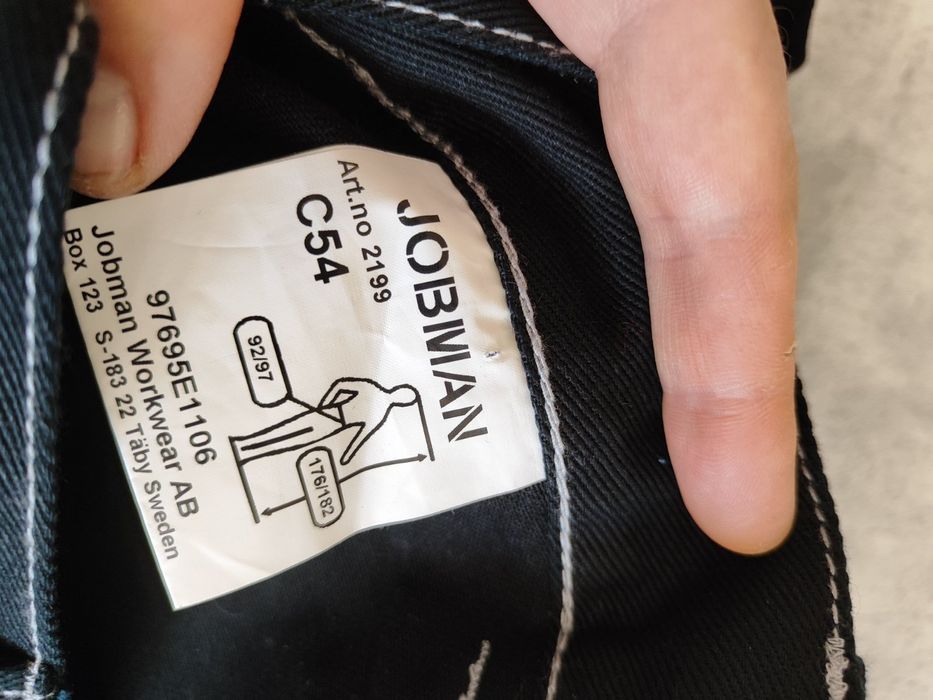 JOBMAN
Art.no 2199
C54
92/97
176/182
97695E1106
Jobman Workwear AB
Box 123 S-183 22 Täby Sweden